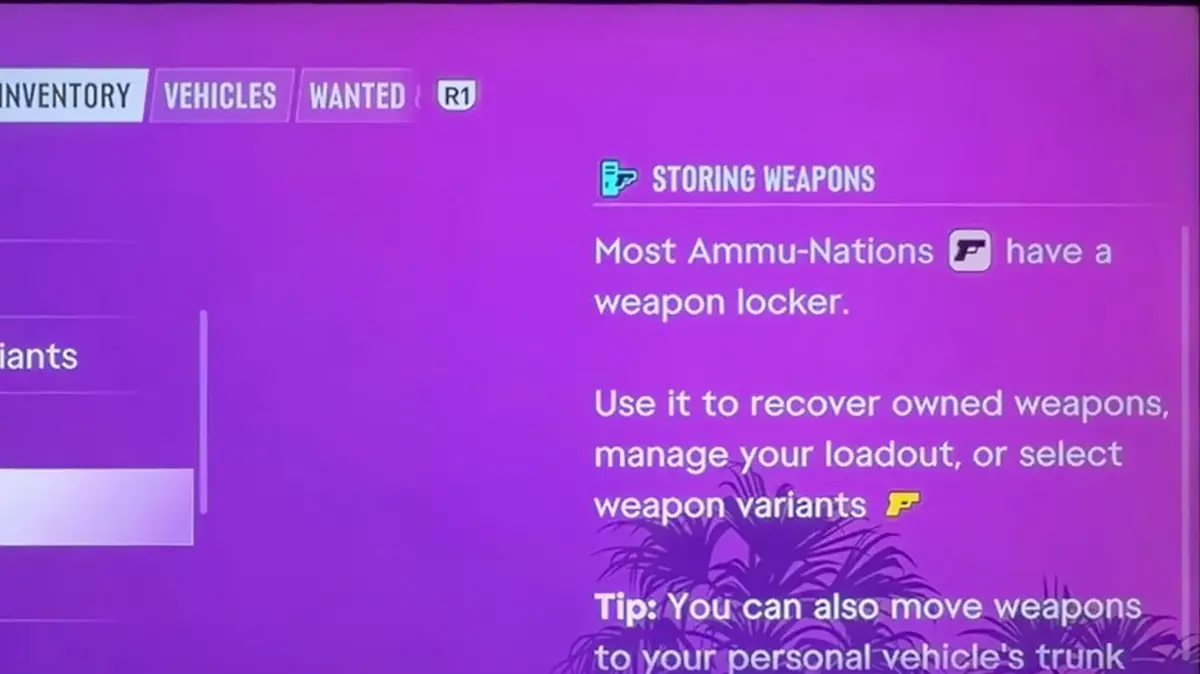 INVENTORY
VEHICLES
WANTED
R1
STORING WEAPONS
Most Ammu-Nations have a
weapon locker.
Use it to recover owned weapons,
manage your loadout, or select
weapon variants
iants
Tip: You can also move weapons
to your personal vehicle's trunk